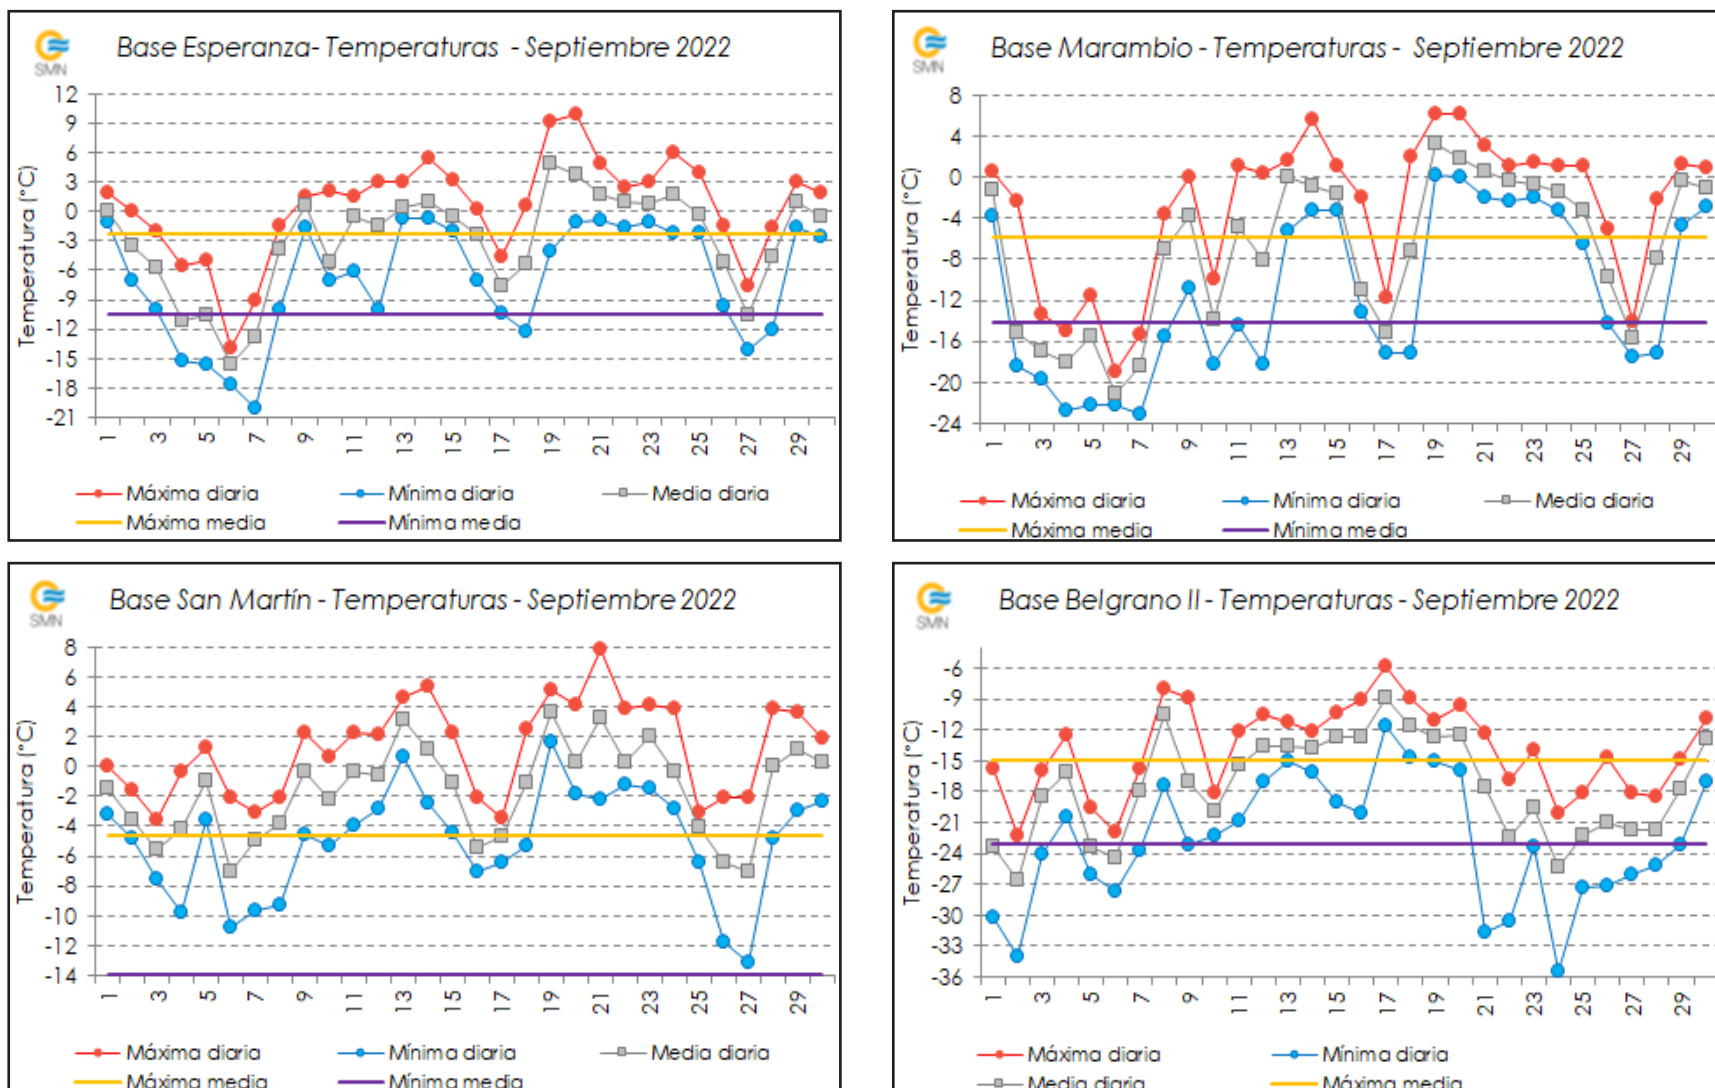 SMN
Base Esperanza- Temperaturas - Septiembre 2022
Temperatura (°C)
12
9
6
3
0
-3
-6
-9
-12
-15
-18
-21
1 3 5 7 9 11 13 15 17 19 21 23 25 27 29
Máxima diaria Mínima diaria Media diaria
Máxima media Mínima media
SMN
Base Marambio - Temperaturas - Septiembre 2022
Temperatura (°C)
8
4
0
-4
-8
-12
-16
-20
-24
1 3 5 7 9 11 13 15 17 19 21 23 25 27 29
Máxima diaria Mínima diaria Media diaria
Máxima media Mínima media
SMN
Base San Martín - Temperaturas - Septiembre 2022
Temperatura (°C)
8
6
4
2
0
-2
-4
-6
-8
-10
-12
-14
1 3 5 7 9 11 13 15 17 19 21 23 25 27 29
Máxima diaria Mínima diaria Media diaria
Máxima media Mínima media
SMN
Base Belgrano II - Temperaturas - Septiembre 2022
Temperatura (°C)
-6
-9
-12
-15
-18
-21
-24
-27
-30
-33
-36
1 3 5 7 9 11 13 15 17 19 21 23 25 27 29
Máxima diaria Mínima diaria
Media diaria Máxima media